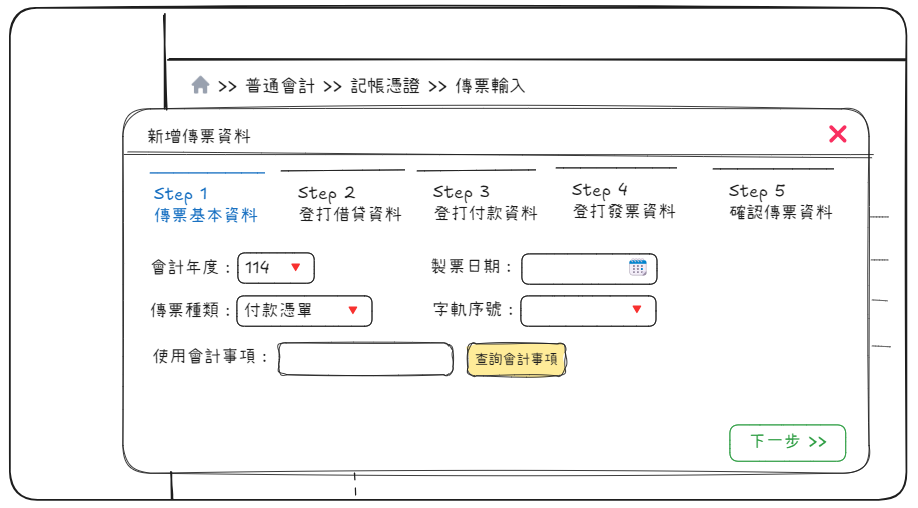 >> 普通會計 >> 記帳憑證 >> 傳票輸入
新增傳票資料
Step 1
傳票基本資料
Step 2
登打借貸資料
Step 3
登打付款資料
Step 4
登打發票資料
Step 5
確認傳票資料
會計年度：114
製票日期：
傳票種類：付款憑單
字軌序號：
使用會計事項：
查詢會計事項
下一步 >>